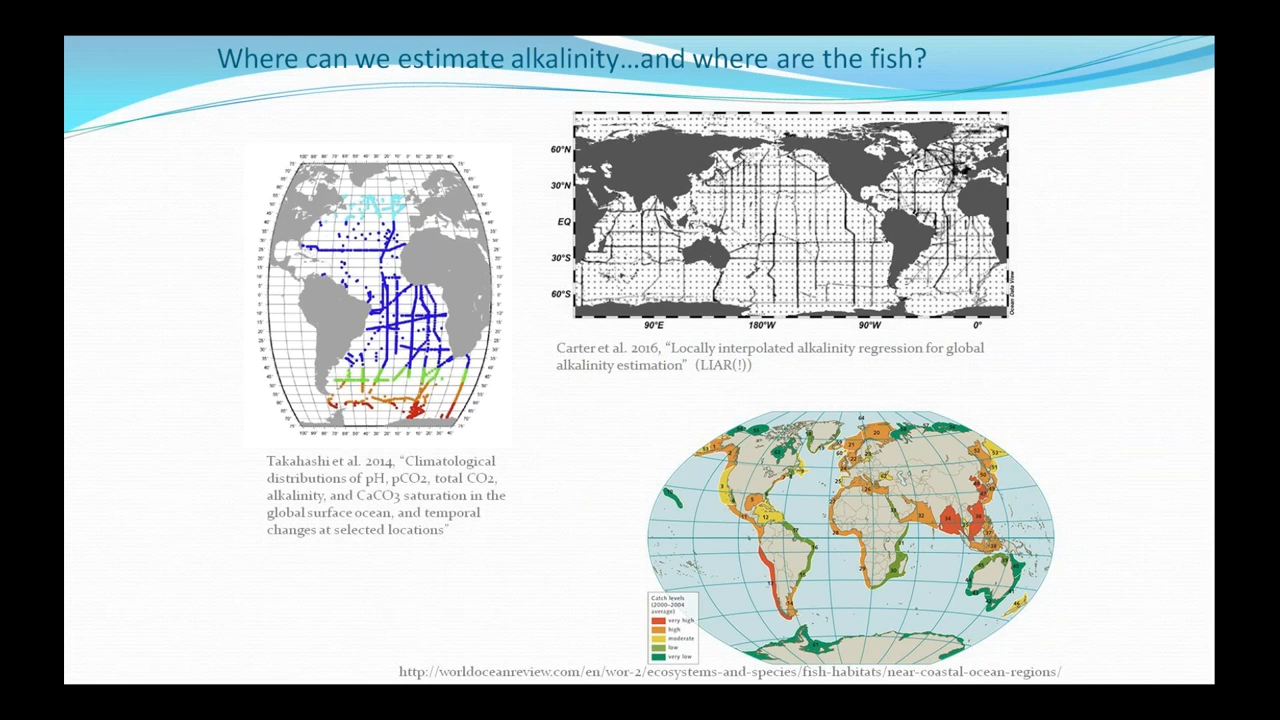 Where can we estimate alkalinity...and where are the fish?
60°N
30°N
EQ
30°S
60°S
90°E
180°W
90°W
0°
Ocean Data View
Carter et al. 2016, “Locally interpolated alkalinity regression for global
alkalinity estimation” (LIAR(!))
Takahashi et al. 2014, “Climatological
distributions of pH, pCO2, total CO2,
alkalinity, and CaCO3 saturation in the
global surface ocean, and temporal
changes at selected locations”
Catch levels
(2000–2004
average)
very high
high
moderate
low
very low
http://worldoceanreview.com/en/wor-2/ecosystems-and-species/fish-habitats/near-coastal-ocean-regions/